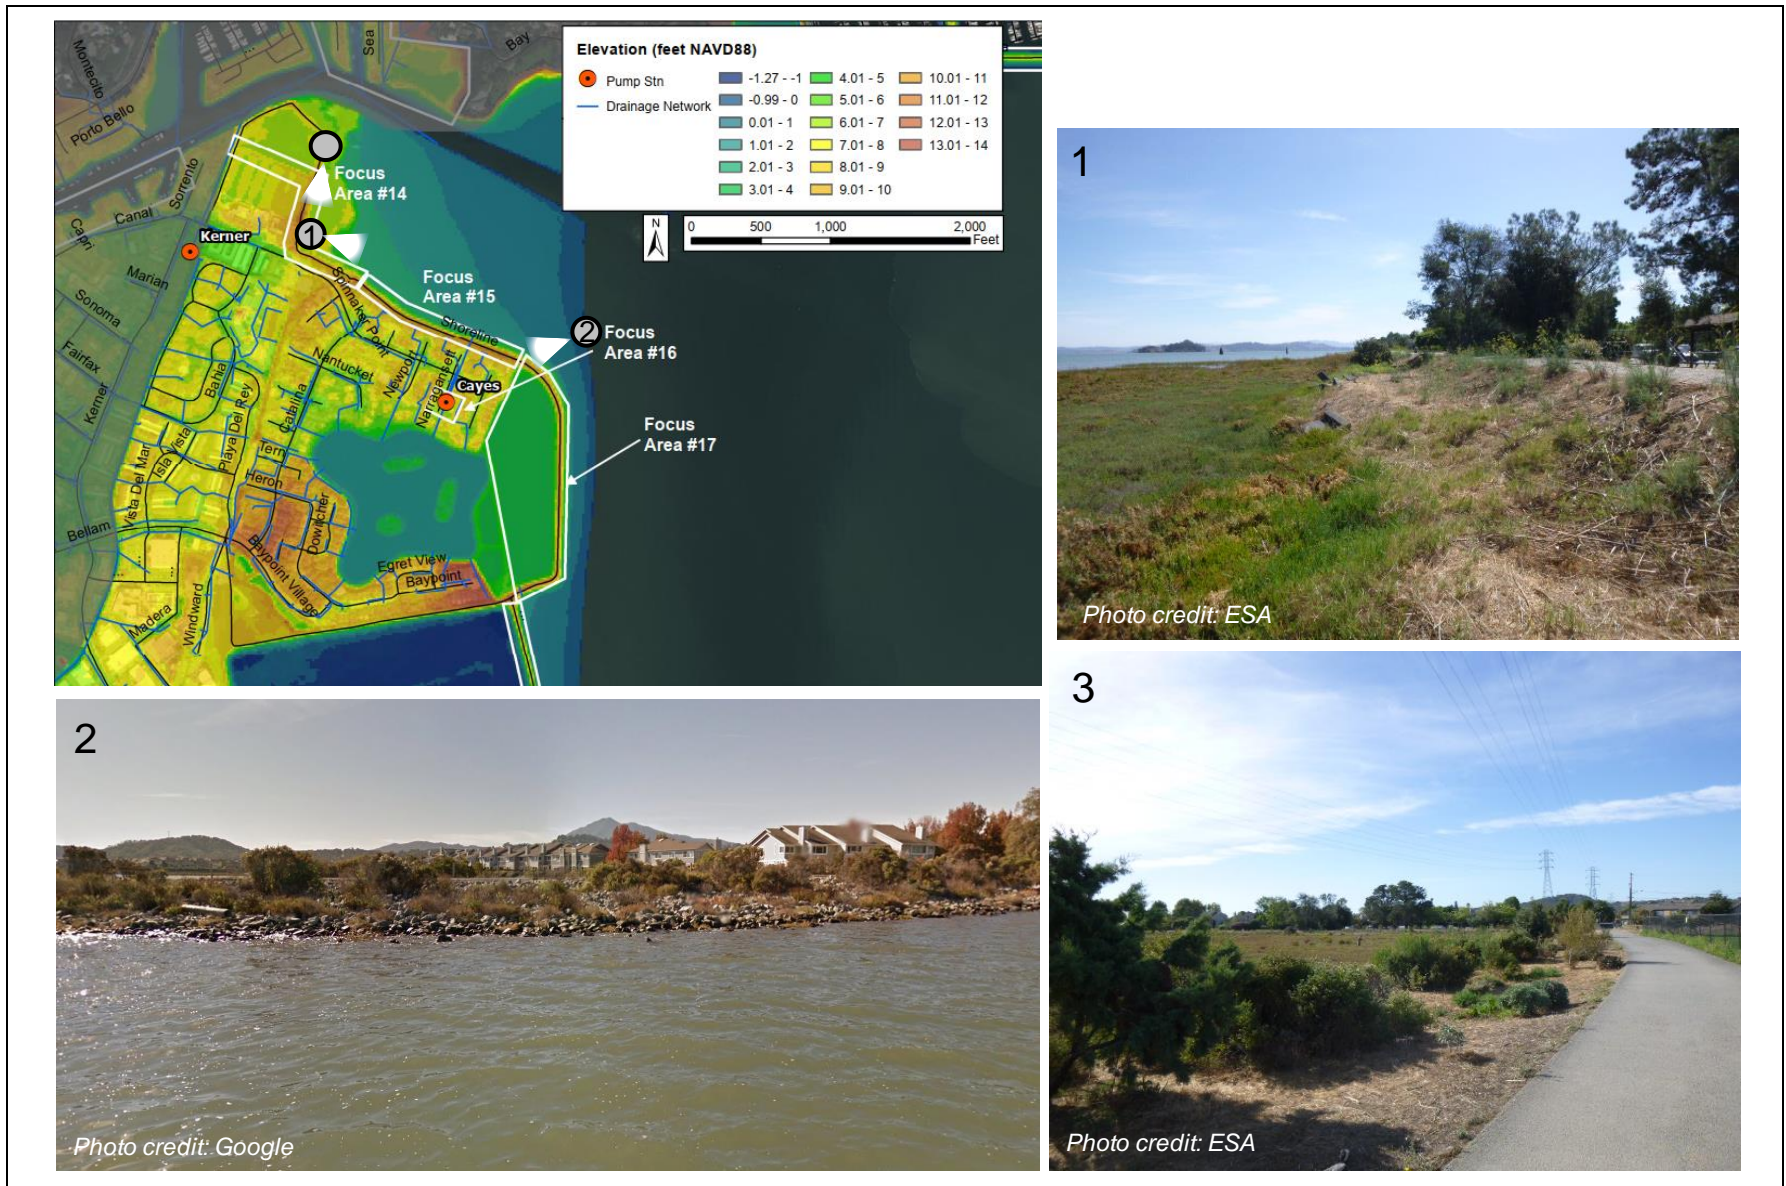 Montecito
Sea
Bay
Porto Bello
Sorrento
Canal
Capri
Kerner
Marian
Sonoma
Fairfax
Kerner
Focus
Area #14
1
Focus
Area #15
2
Focus
Area #16
Focus
Area #17
Spinnaker Point
Shoreline
Nantucket
Newport
Narragansett
Cayes
Bahia
Playa Del Rey
Catalina
Isla Vista
Vista Del Mar
Tern
Heron
Dowitcher
Bellam
Egret View
Baypoint
Baypoint Village
Madera
Windward
Elevation (feet NAVD88)
Pump Stn
Drainage Network
-1.27 - -1
-0.99 - 0
0.01 - 1
1.01 - 2
2.01 - 3
3.01 - 4
4.01 - 5
5.01 - 6
6.01 - 7
7.01 - 8
8.01 - 9
9.01 - 10
10.01 - 11
11.01 - 12
12.01 - 13
13.01 - 14
N
0 500 1,000 2,000
Feet
1
Photo credit: ESA
2
Photo credit: Google
3
Photo credit: ESA